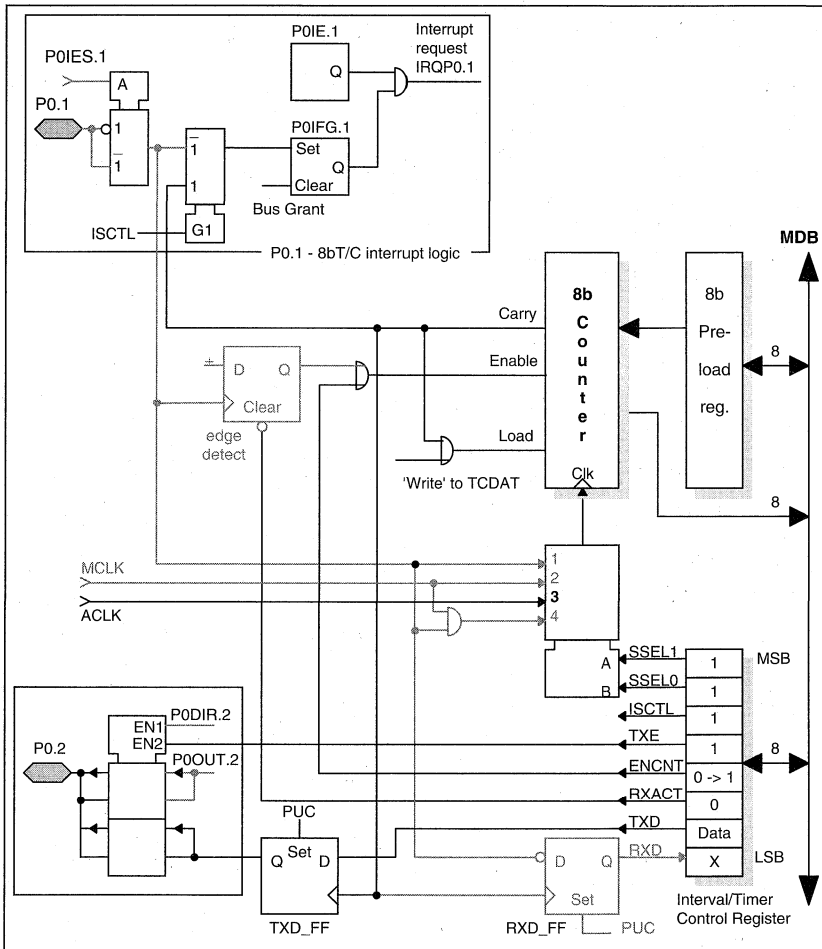 P0IE.1
Q
Interrupt
request
IRQP0.1
P0IES.1
A
P0.1
1
1
1
1
P0IFG.1
Set
Q
Clear
Bus Grant
ISCTL
G1
P0.1 - 8bT/C interrupt logic
MDB
8b
Counter
Carry
Enable
Load
Clk
8b
Pre-
load
reg.
8
8
±
D
Q
Clear
edge
detect
'Write' to TCDAT
MCLK
ACLK
1
2
3
4
A
B
SSEL1
1
MSB
SSEL0
1
ISCTL
1
TXE
1
8
ENCNT
0 -> 1
RXACT
0
TXD
Data
RXD
X
LSB
Interval/Timer
Control Register
P0DIR.2
EN1
EN2
P0.2
P0OUT.2
PUC
Q
Set
D
TXD_FF
D
Q
Set
RXD_FF
PUC